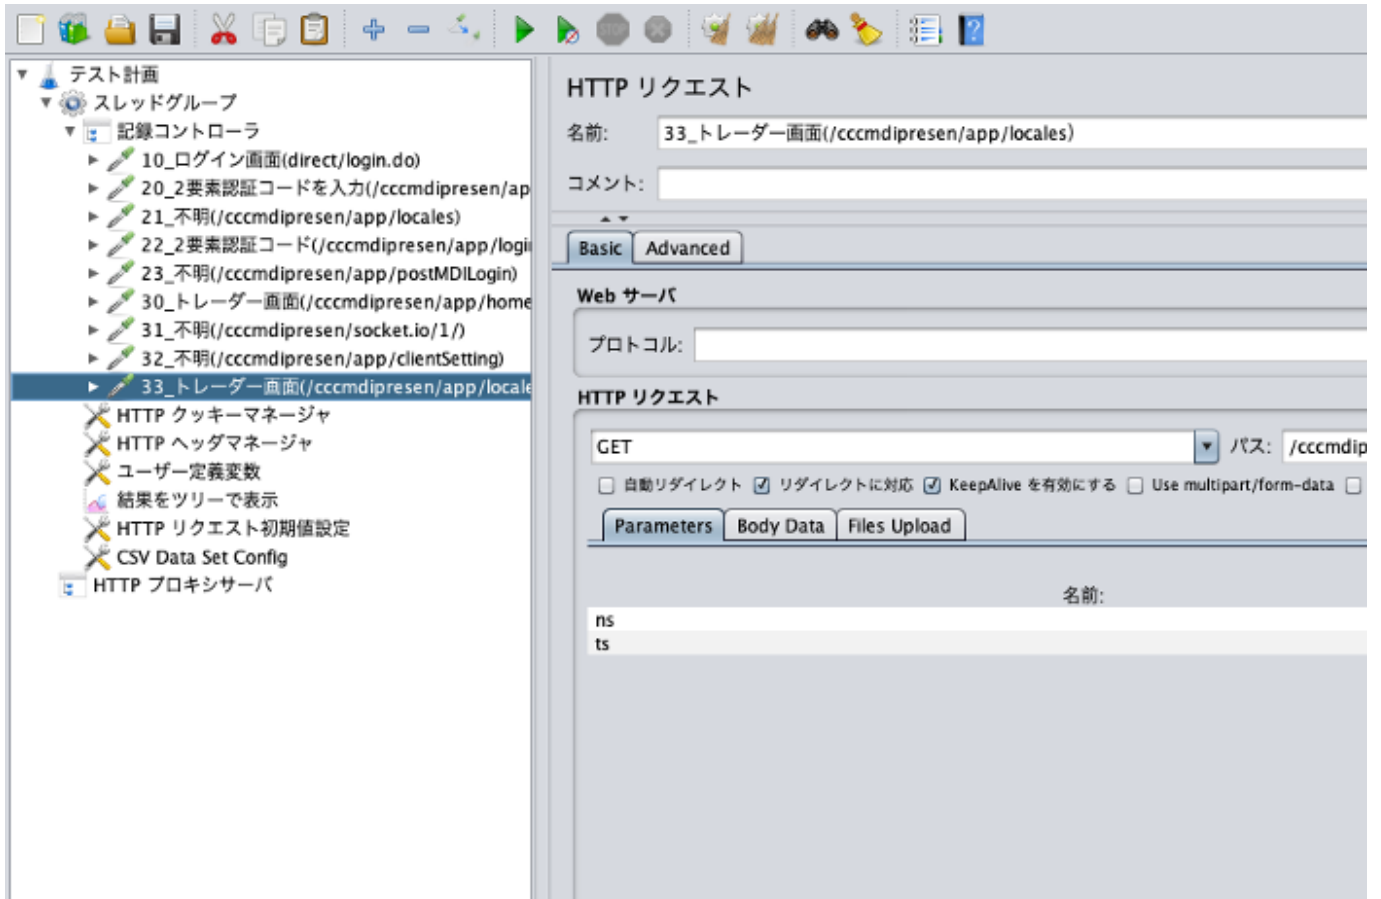 STOP
テスト計画
スレッドグループ
記録コントローラ
10_ログイン画面(direct/login.do)
20_2要素認証コードを入力(/cccmdipresen/ap
21_不明(/cccmdipresen/app/locales)
22_2要素認証コード(/cccmdipresen/app/logi
23_不明(/cccmdipresen/app/postMDILogin)
30_トレーダー画面(/cccmdipresen/app/home
31_不明(/cccmdipresen/socket.io/1/)
32_不明(/cccmdipresen/app/clientSetting)
33_トレーダー画面(/cccmdipresen/app/locale
HTTP クッキーマネージャ
HTTP ヘッダマネージャ
ユーザー定義変数
結果をツリーで表示
HTTP リクエスト初期値設定
CSV Data Set Config
HTTP プロキシサーバ
HTTP リクエスト
名前: 33_トレーダー画面(/cccmdipresen/app/locales)
コメント:
Basic Advanced
Web サーバ
プロトコル:
HTTP リクエスト
GET パス: /cccmdip
自動リダイレクト リダイレクトに対応 KeepAlive を有効にする Use multipart/form-data
Parameters Body Data Files Upload
名前:
ns
ts